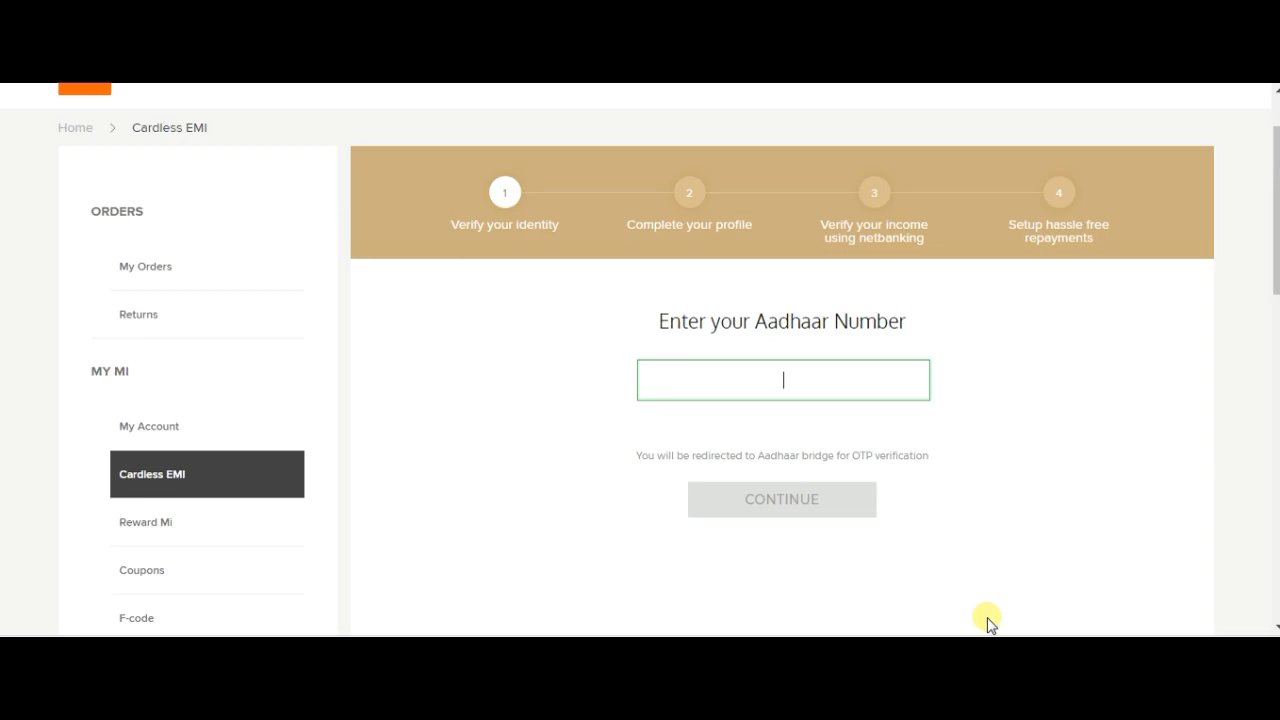 Home > Cardless EMI
ORDERS
My Orders
Returns
MY MI
My Account
Cardless EMI
Reward Mi
Coupons
F-code
1
Verify your identity
2
Complete your profile
3
Verify your income
using netbanking
4
Setup hassle free
repayments
Enter your Aadhaar Number
You will be redirected to Aadhaar bridge for OTP verification
CONTINUE